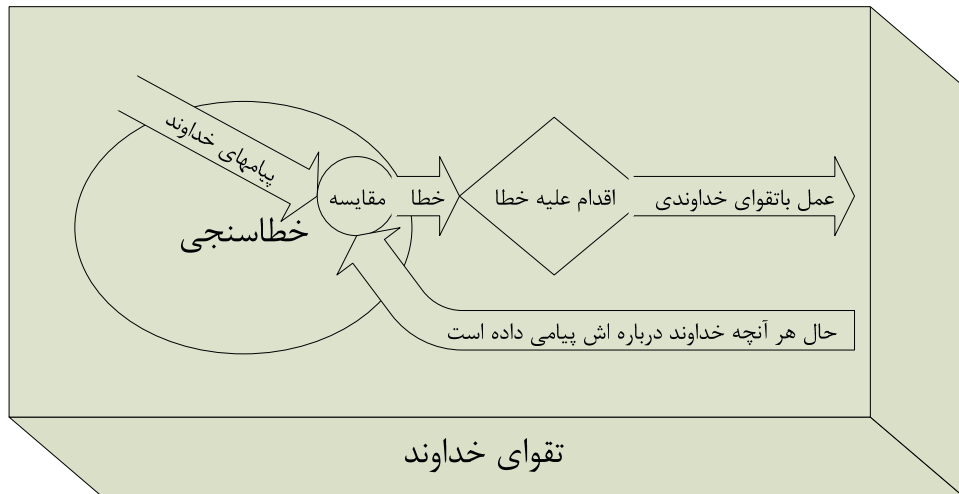 پیامهای خداوند
مقایسه
خطا
اقدام علیه خطا
عمل باتقوای خداوندی
خطاسنجی
حال هر آنچه خداوند درباره اش پیامی داده است
تقوای خداوند